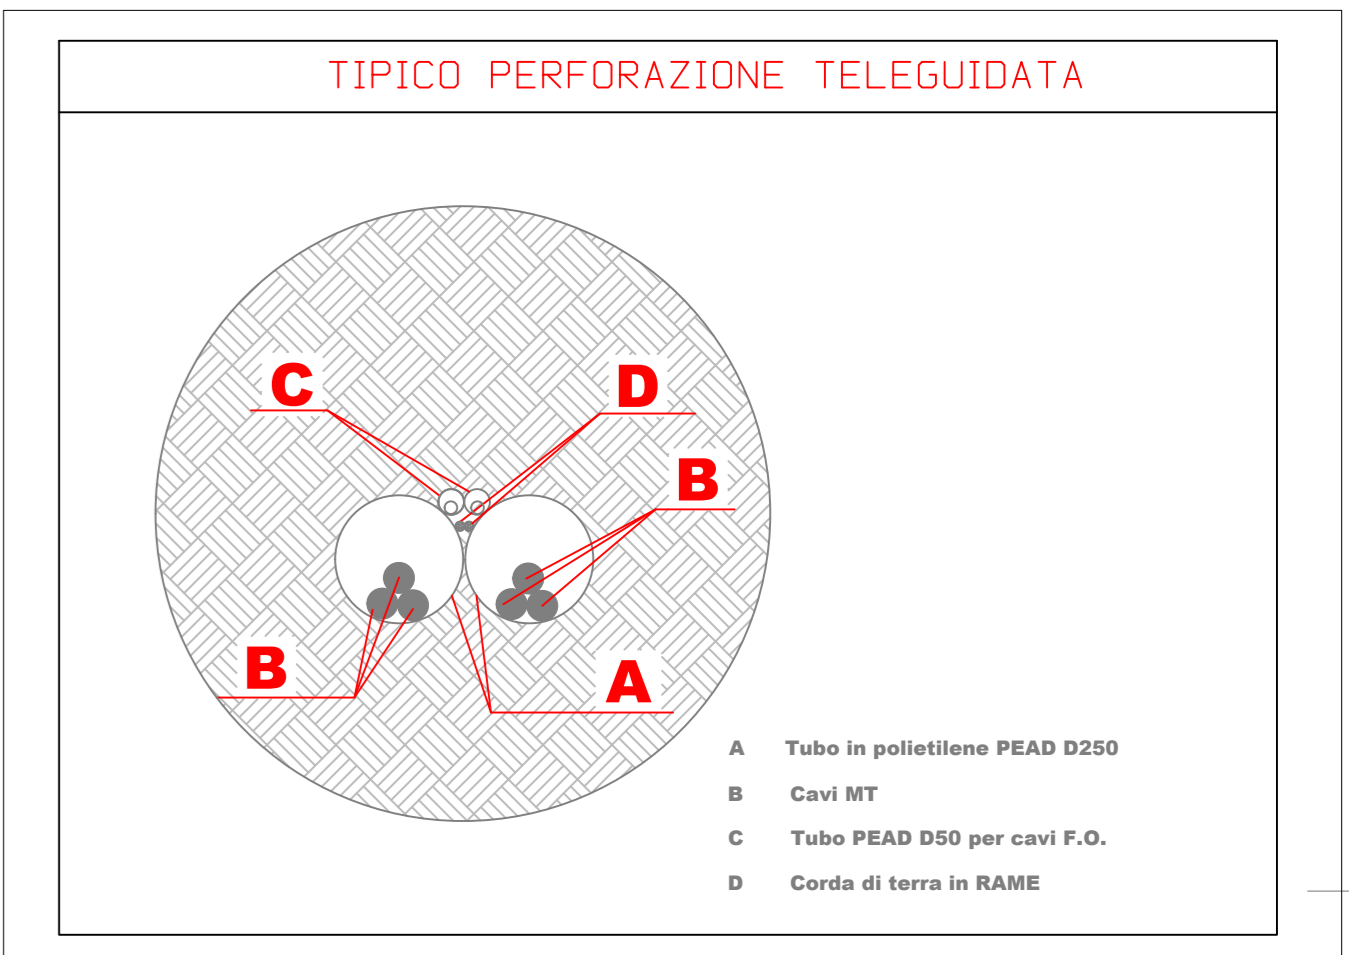 TIPICO PERFORAZIONE TELEGUIDATA
C
D
B
B
A
A Tubo in polietilene PEAD D250
B Cavi MT
C Tubo PEAD D50 per cavi F.O.
D Corda di terra in RAME